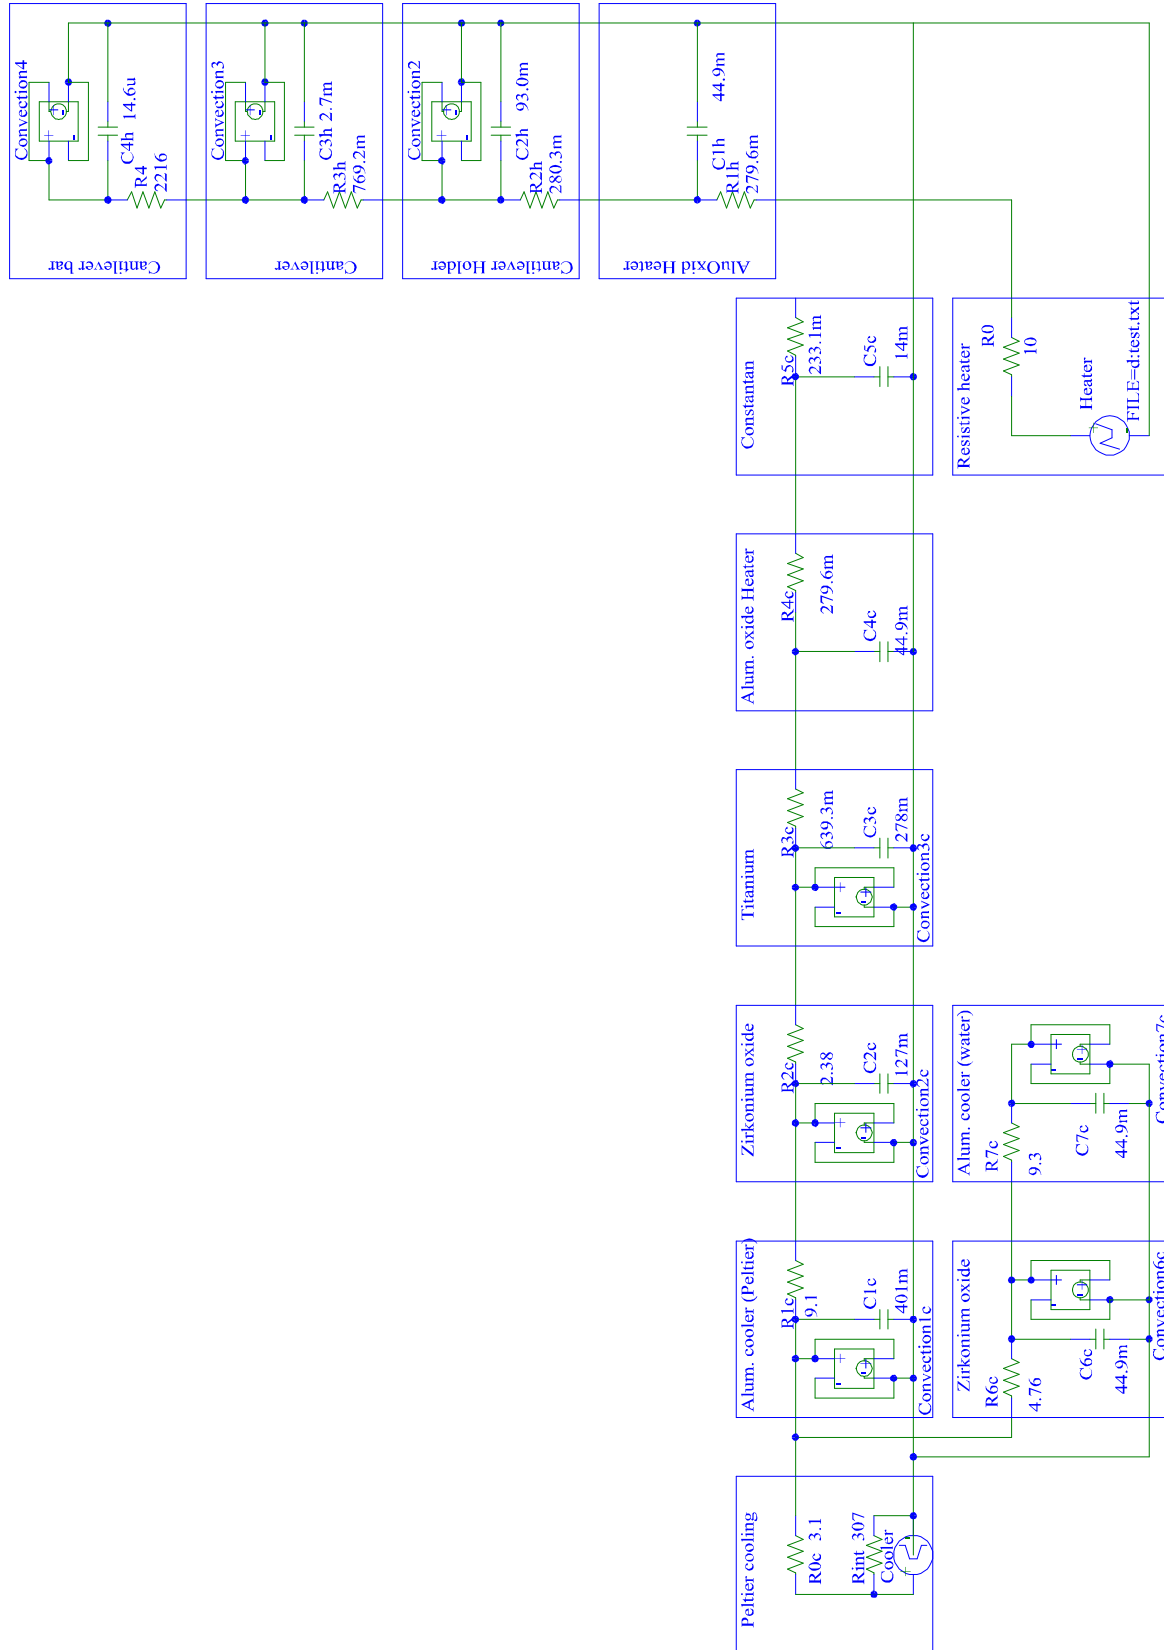 Convection4
C4h 14.6u
R4
2216
Cantilever bar
Convection3
C3h 2.7m
R3h
769.2m
Cantilever
Convection2
C2h 93.0m
R2h
280.3m
Cantilever Holder
C1h 44.9m
R1h
279.6m
AluOxid Heater
Constantan
R5c
233.1m
C5c
14m
Resistive heater
R0
10
Heater
FILE=d:test.txt
Alum. oxide Heater
R4c
279.6m
C4c
44.9m
Titanium
R3c
639.3m
C3c
278m
Convection3c
Zirkonium oxide
R2c
2.38
C2c
127m
Convection2c
Alum. cooler (water)
R7c
9.3
C7c
44.9m
Convection7c
Alum. cooler (Peltier)
R1c
9.1
C1c
401m
Convection1c
Zirkonium oxide
R6c
4.76
C6c
44.9m
Convection6c
Peltier cooling
R0c 3.1
Rint 307
Cooler